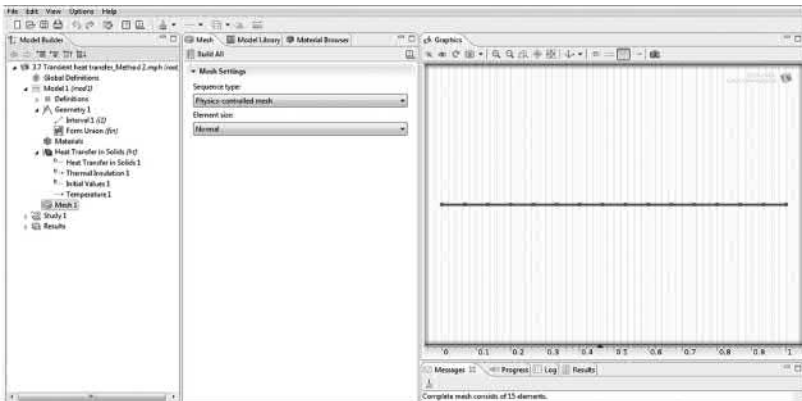 File Edit View Options Help
Model Builder
3.7 Transient heat transfer_Method 2.mph (root
Global Definitions
Model 1 (mod1)
Definitions
Geometry 1
Interval 1 (i1)
Form Union (fin)
Materials
Heat Transfer in Solids (ht)
Heat Transfer in Solids 1
Thermal Insulation 1
Initial Values 1
Temperature 1
Mesh 1
Study 1
Results
Mesh Model Library Material Browser
Build All
Mesh Settings
Sequence type:
Physics-controlled mesh
Element size:
Normal
Graphics
0 0.1 0.2 0.3 0.4 0.5 0.6 0.7 0.8 0.9 1
Messages Progress Log Results
Complete mesh consists of 15 elements.